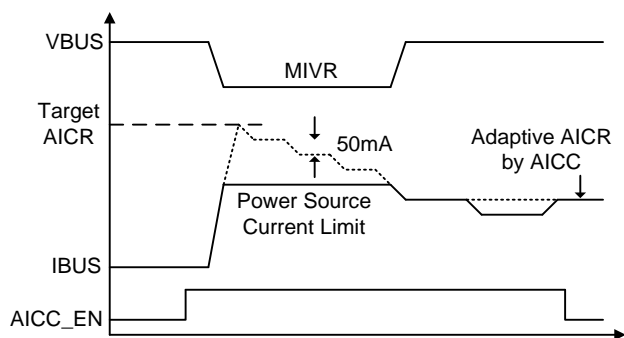 VBUS
MIVR
Target
AICR
50mA
Adaptive AICR
by AICC
Power Source
Current Limit
IBUS
AICC_EN